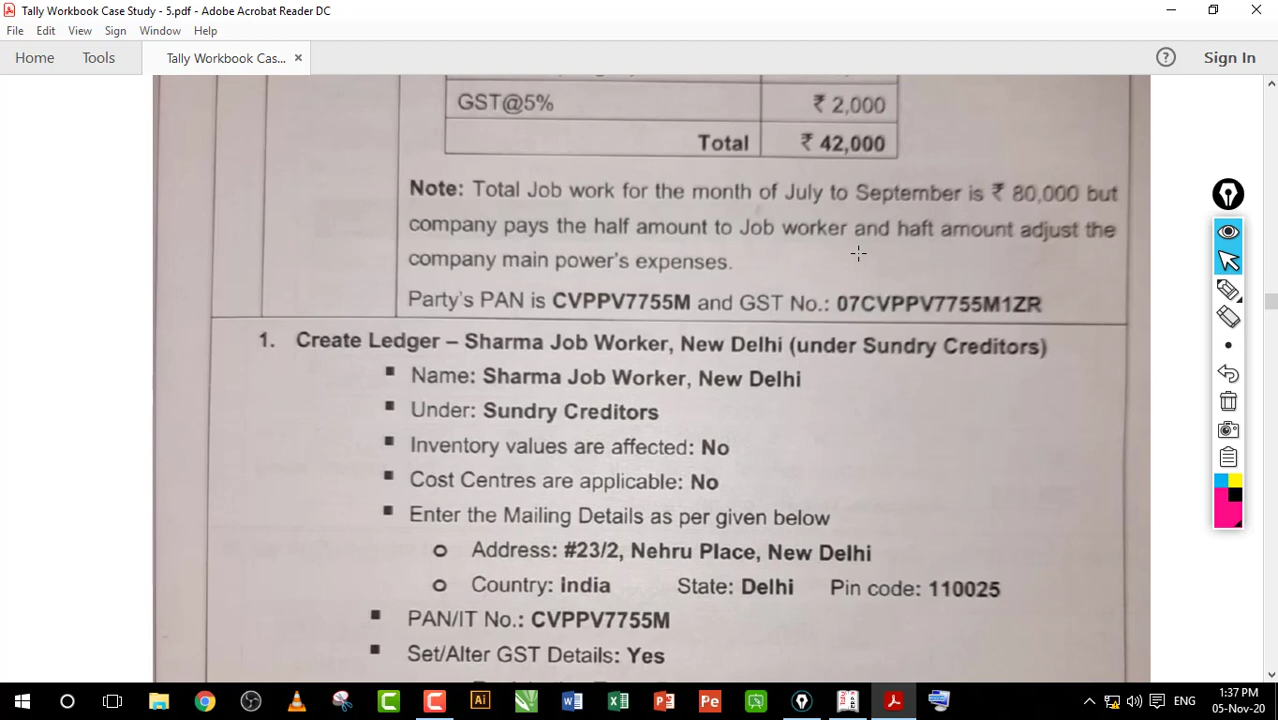 Tally Workbook Case Study - 5.pdf - Adobe Acrobat Reader DC
File Edit View Sign Window Help
Home Tools Tally Workbook Cas... × Sign In
GST@5% ₹ 2,000
Total ₹ 42,000
Note: Total Job work for the month of July to September is ₹ 80,000 but
company pays the half amount to Job worker and haft amount adjust the
company main power's expenses.
Party's PAN is CVPPV7755M and GST No.: 07CVPPV7755M1ZR
1. Create Ledger – Sharma Job Worker, New Delhi (under Sundry Creditors)
Name: Sharma Job Worker, New Delhi
Under: Sundry Creditors
Inventory values are affected: No
Cost Centres are applicable: No
Enter the Mailing Details as per given below
Address: #23/2, Nehru Place, New Delhi
Country: India State: Delhi Pin code: 110025
PAN/IT No.: CVPPV7755M
Set/Alter GST Details: Yes
ENG
1:37 PM
05-Nov-20